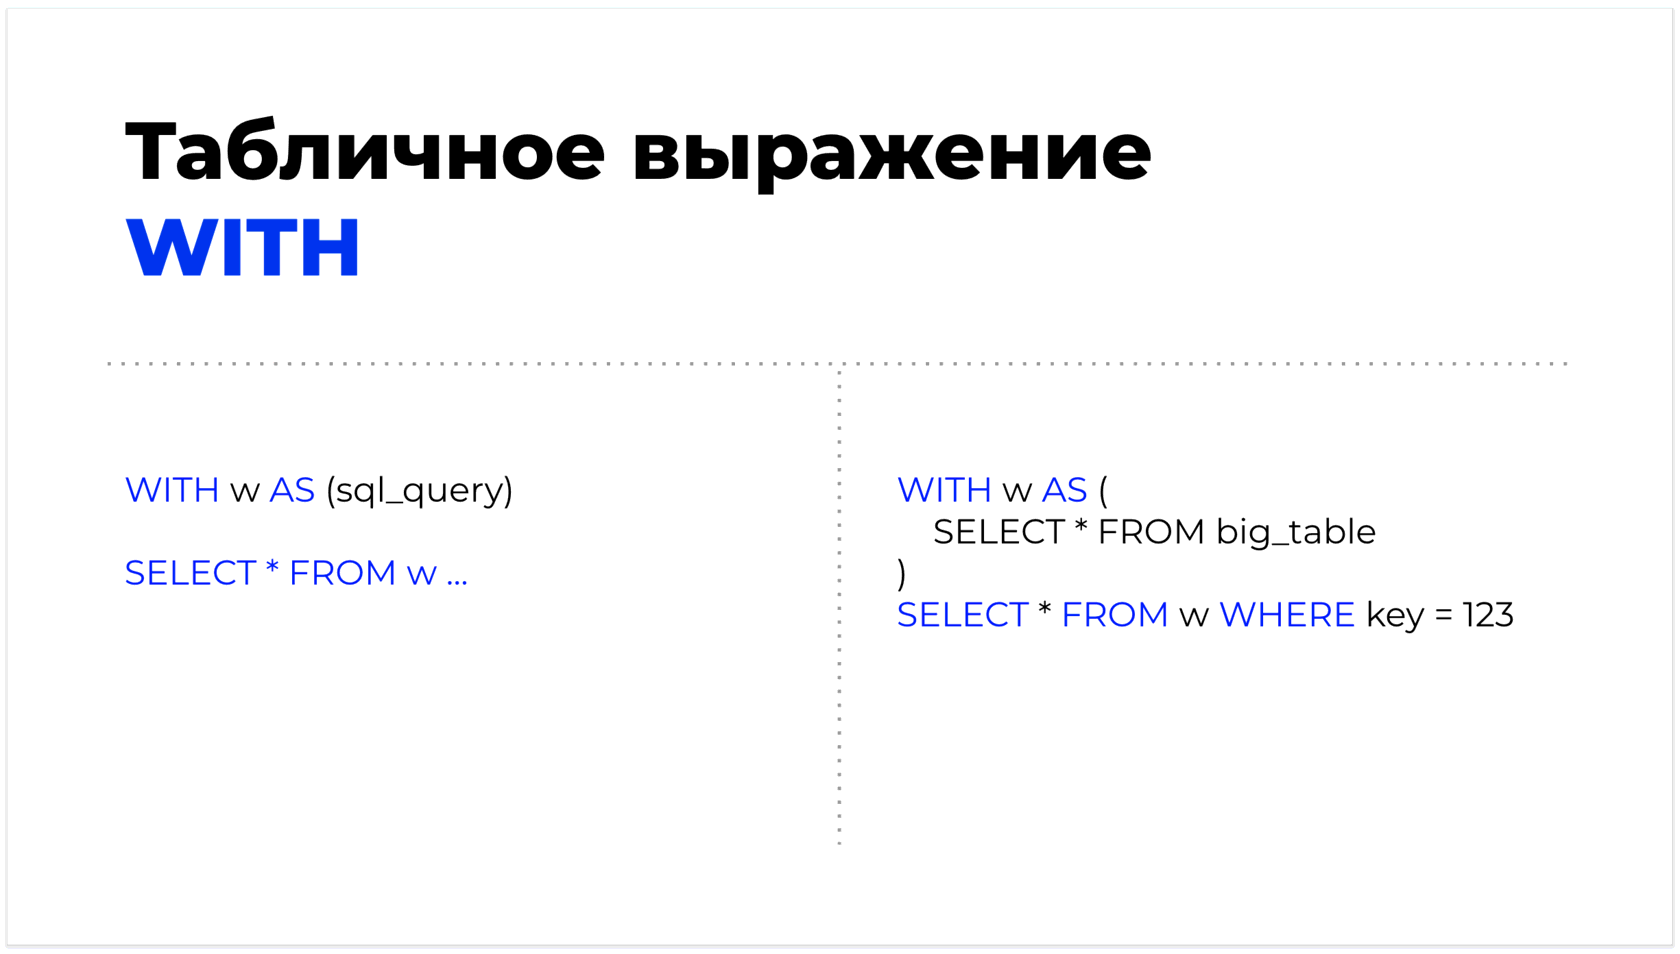 Табличное выражение
WITH
WITH w AS (sql_query)
SELECT * FROM w ...
WITH w AS (
SELECT * FROM big_table
)
SELECT * FROM w WHERE key = 123